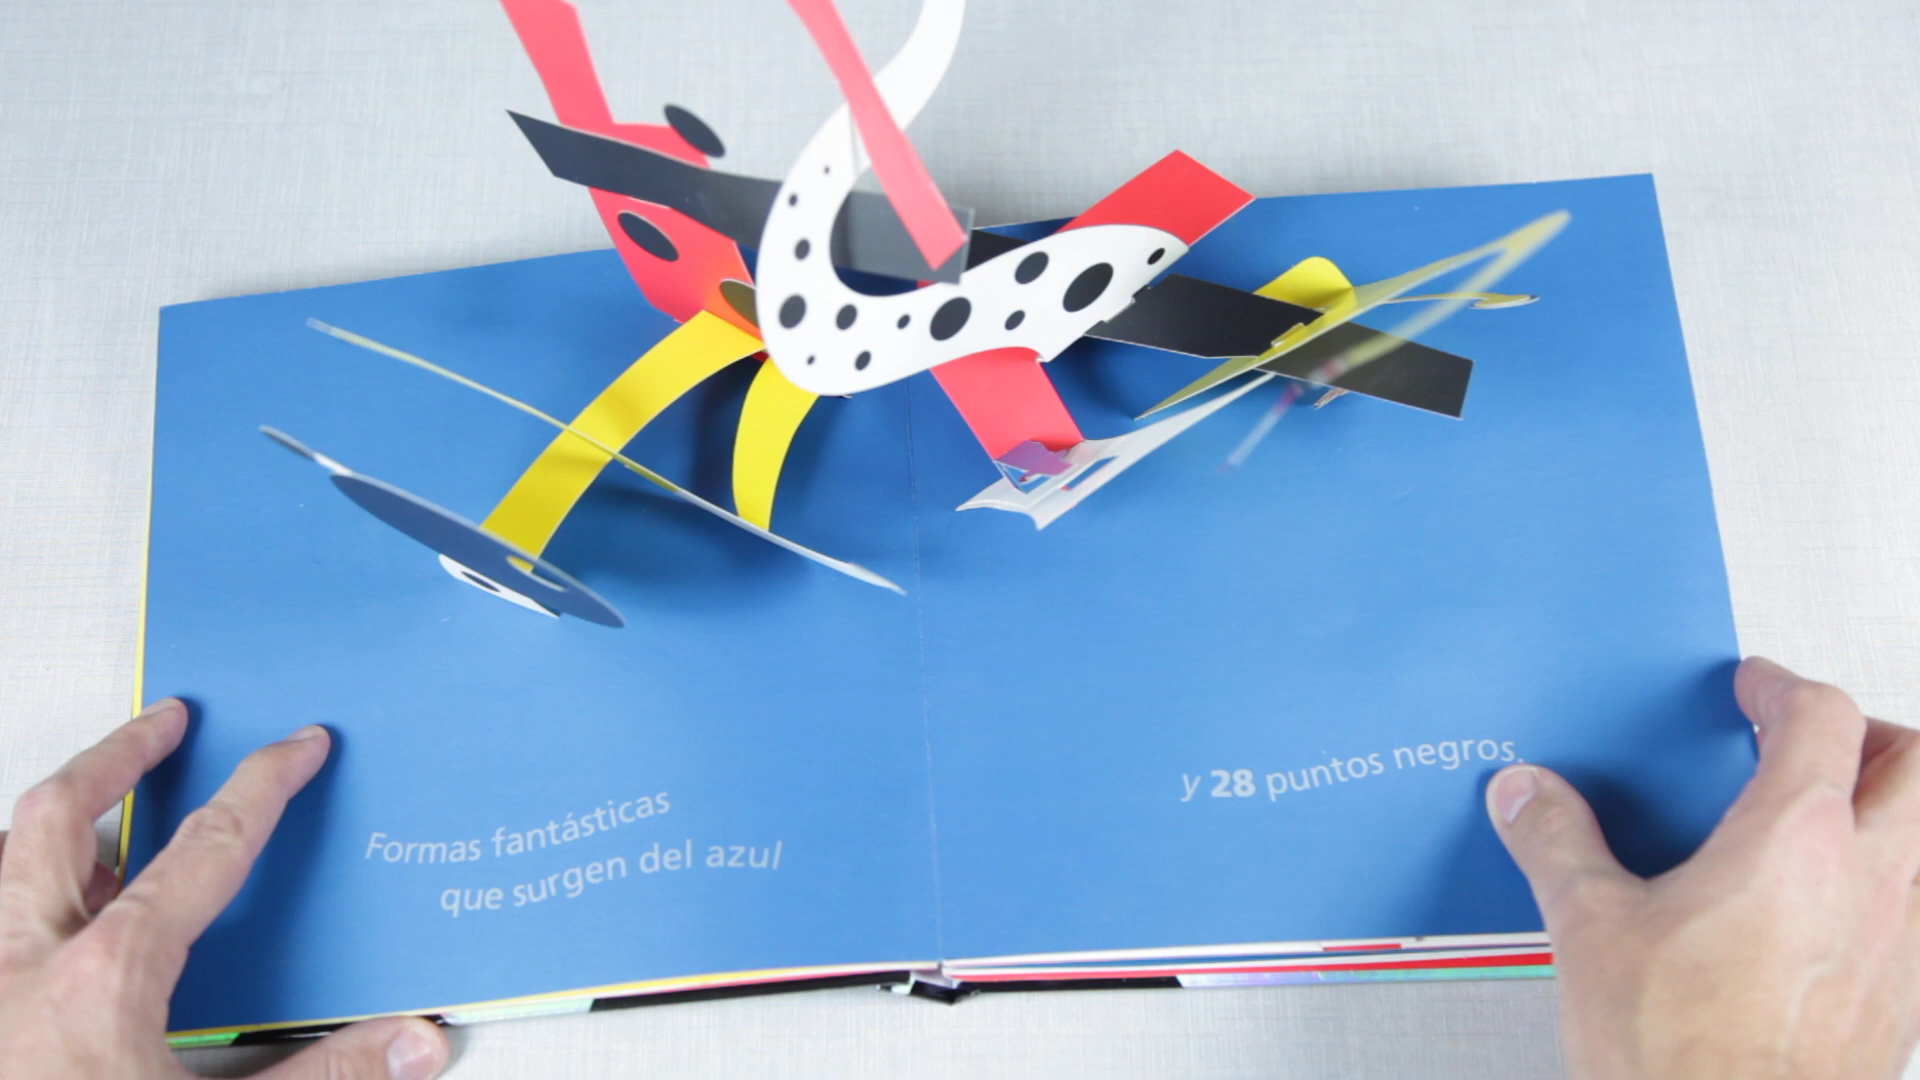 Formas fantásticas
que surgen del azul
y 28 puntos negros.